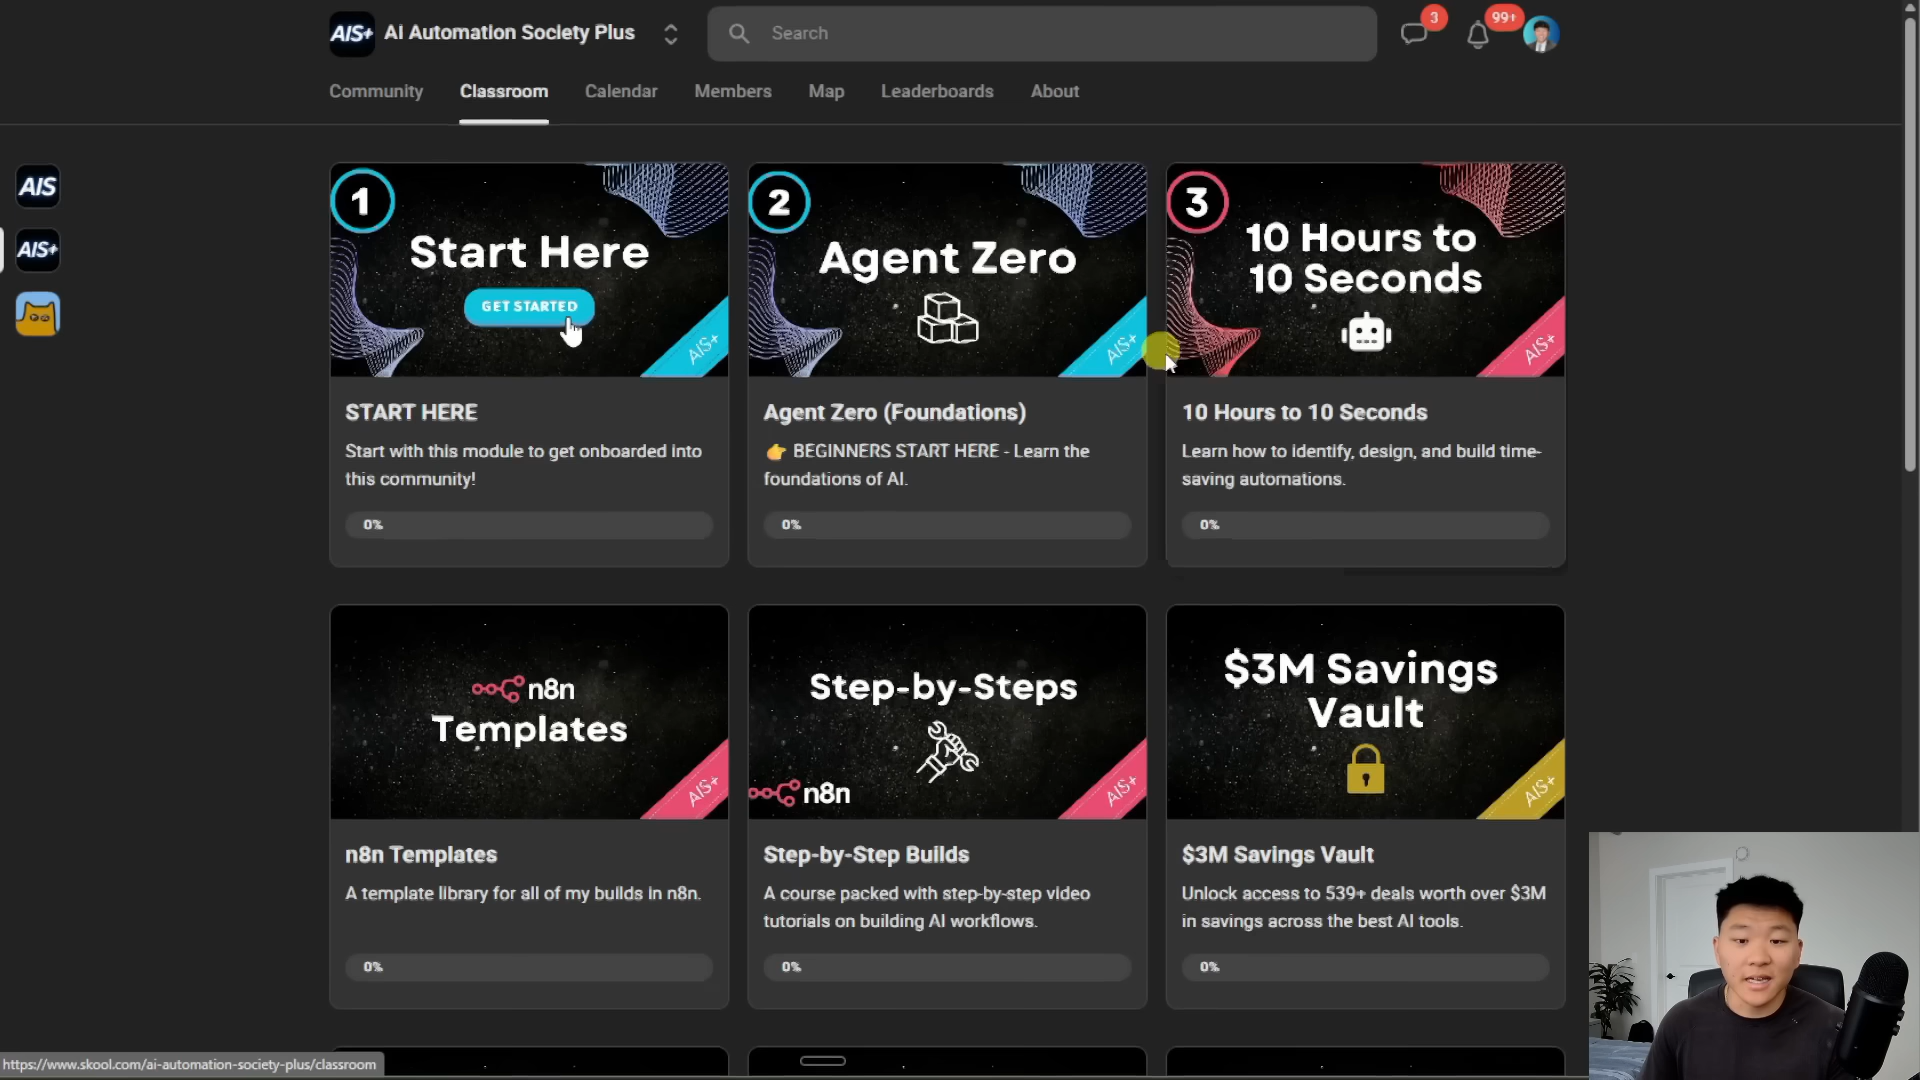 AIS+ AI Automation Society Plus
Search
3
99+
Community Classroom Calendar Members Map Leaderboards About
AIS
AIS+
1
Start Here
GET STARTED
AIS+
START HERE
Start with this module to get onboarded into
this community!
0%
2
Agent Zero
AIS+
Agent Zero (Foundations)
👉 BEGINNERS START HERE - Learn the
foundations of AI.
0%
3
10 Hours to
10 Seconds
AIS+
10 Hours to 10 Seconds
Learn how to identify, design, and build time-
saving automations.
0%
n8n
Templates
AIS+
n8n Templates
A template library for all of my builds in n8n.
0%
Step-by-Steps
n8n
AIS+
Step-by-Step Builds
A course packed with step-by-step video
tutorials on building AI workflows.
0%
$3M Savings
Vault
AIS+
$3M Savings Vault
Unlock access to 539+ deals worth over $3M
in savings across the best AI tools.
0%
https://www.skool.com/ai-automation-society-plus/classroom